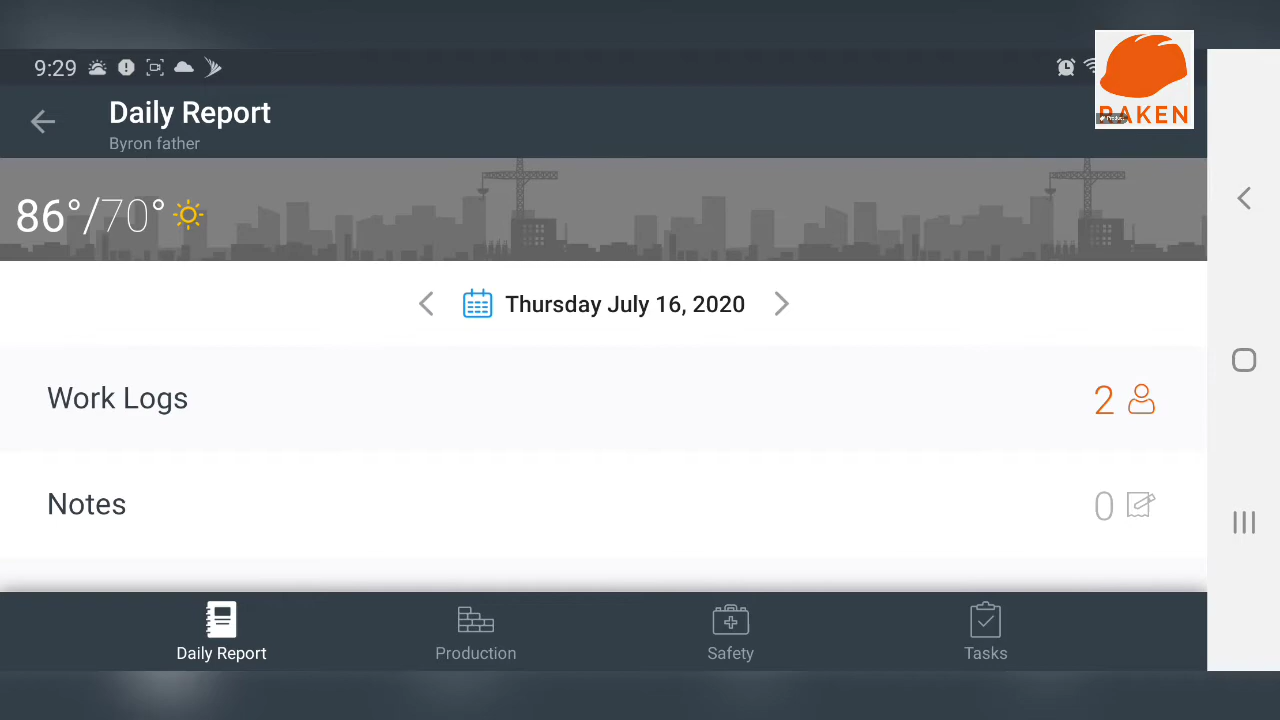 9:29
Daily Report
Byron father
RAKEN
Product
86°/70°
Thursday July 16, 2020
Work Logs
2
Notes
0
Daily Report
Production
Safety
Tasks